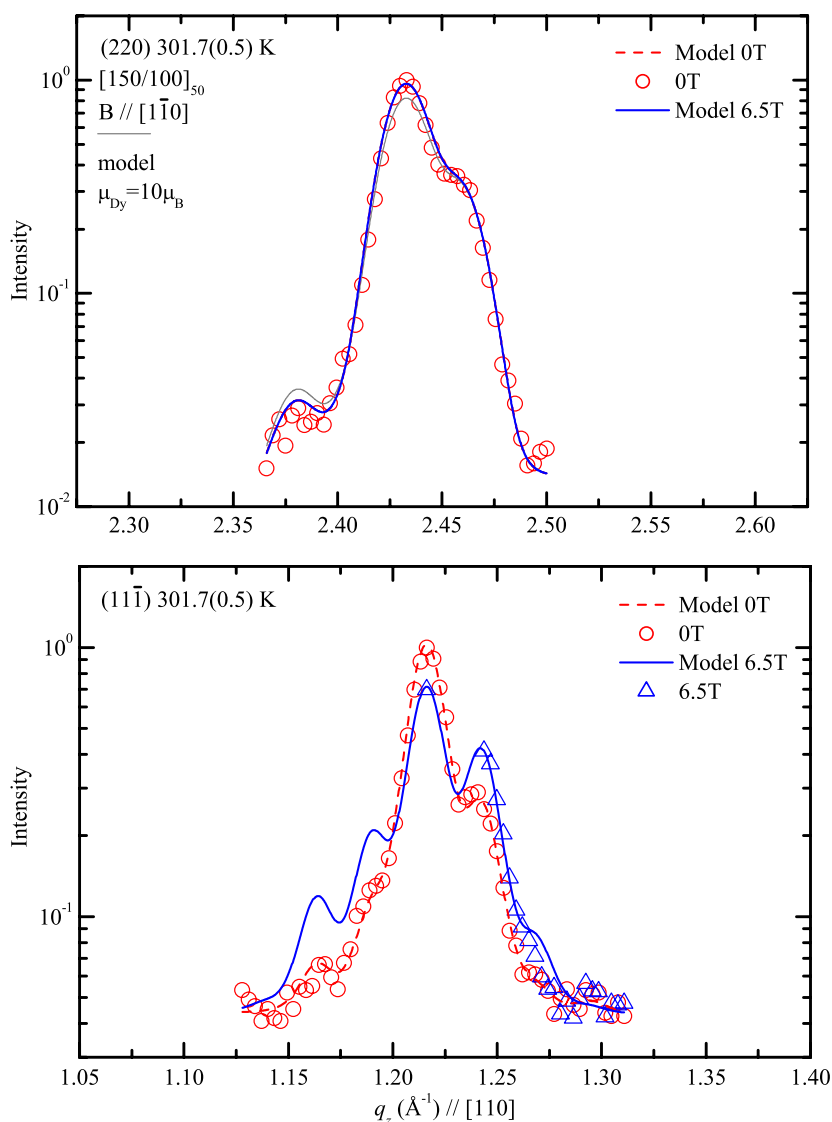 (220) 301.7(0.5) K
[150/100]50
B // [11̄0]
model
μDy=10μB
Model 0T
0T
Model 6.5T
Intensity
10^0
10^-1
10^-2
2.30 2.35 2.40 2.45 2.50 2.55 2.60
(111̄) 301.7(0.5) K
Model 0T
0T
Model 6.5T
6.5T
Intensity
10^0
10^-1
1.05 1.10 1.15 1.20 1.25 1.30 1.35 1.40
qz (Å^-1) // [110]